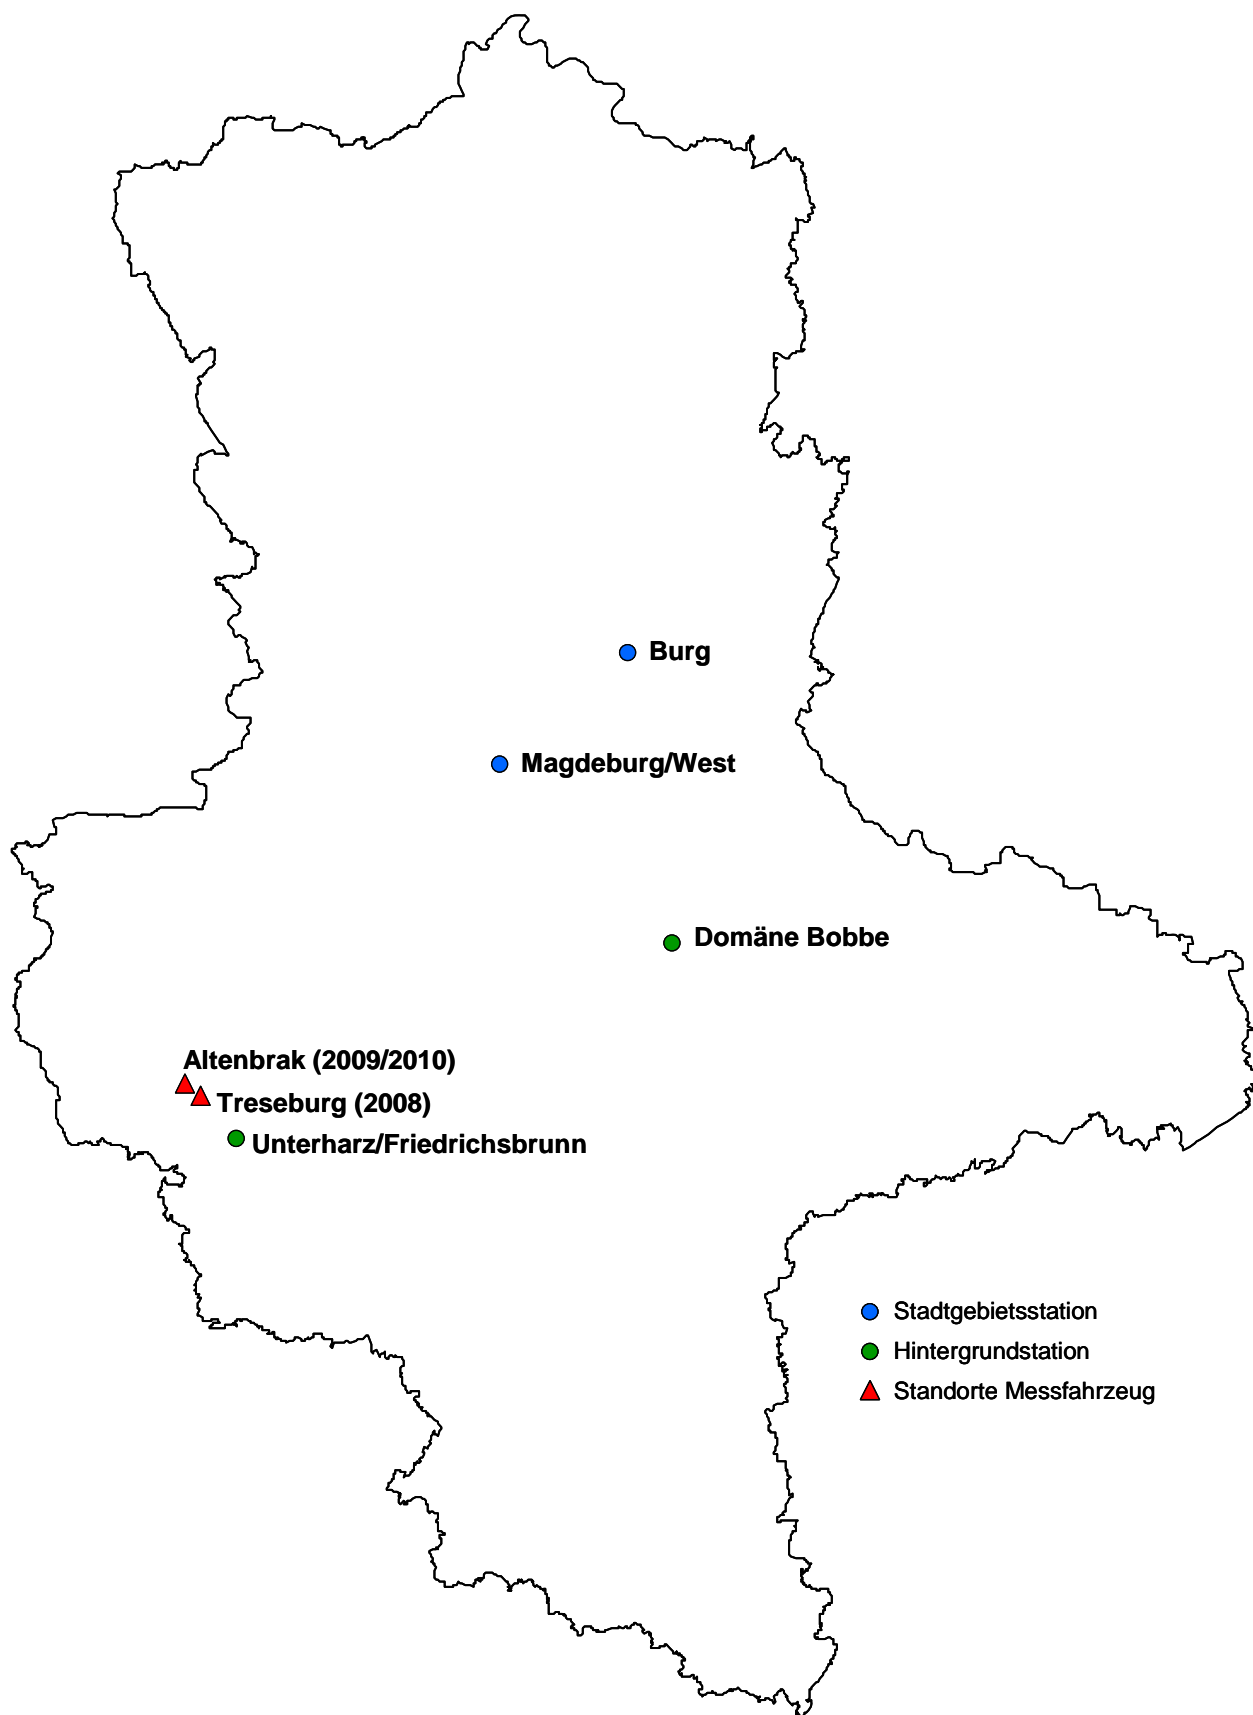 Burg
Magdeburg/West
Domäne Bobbe
Altenbrak (2009/2010)
Treseburg (2008)
Unterharz/Friedrichsbrunn
Stadtgebietsstation
Hintergrundstation
Standorte Messfahrzeug